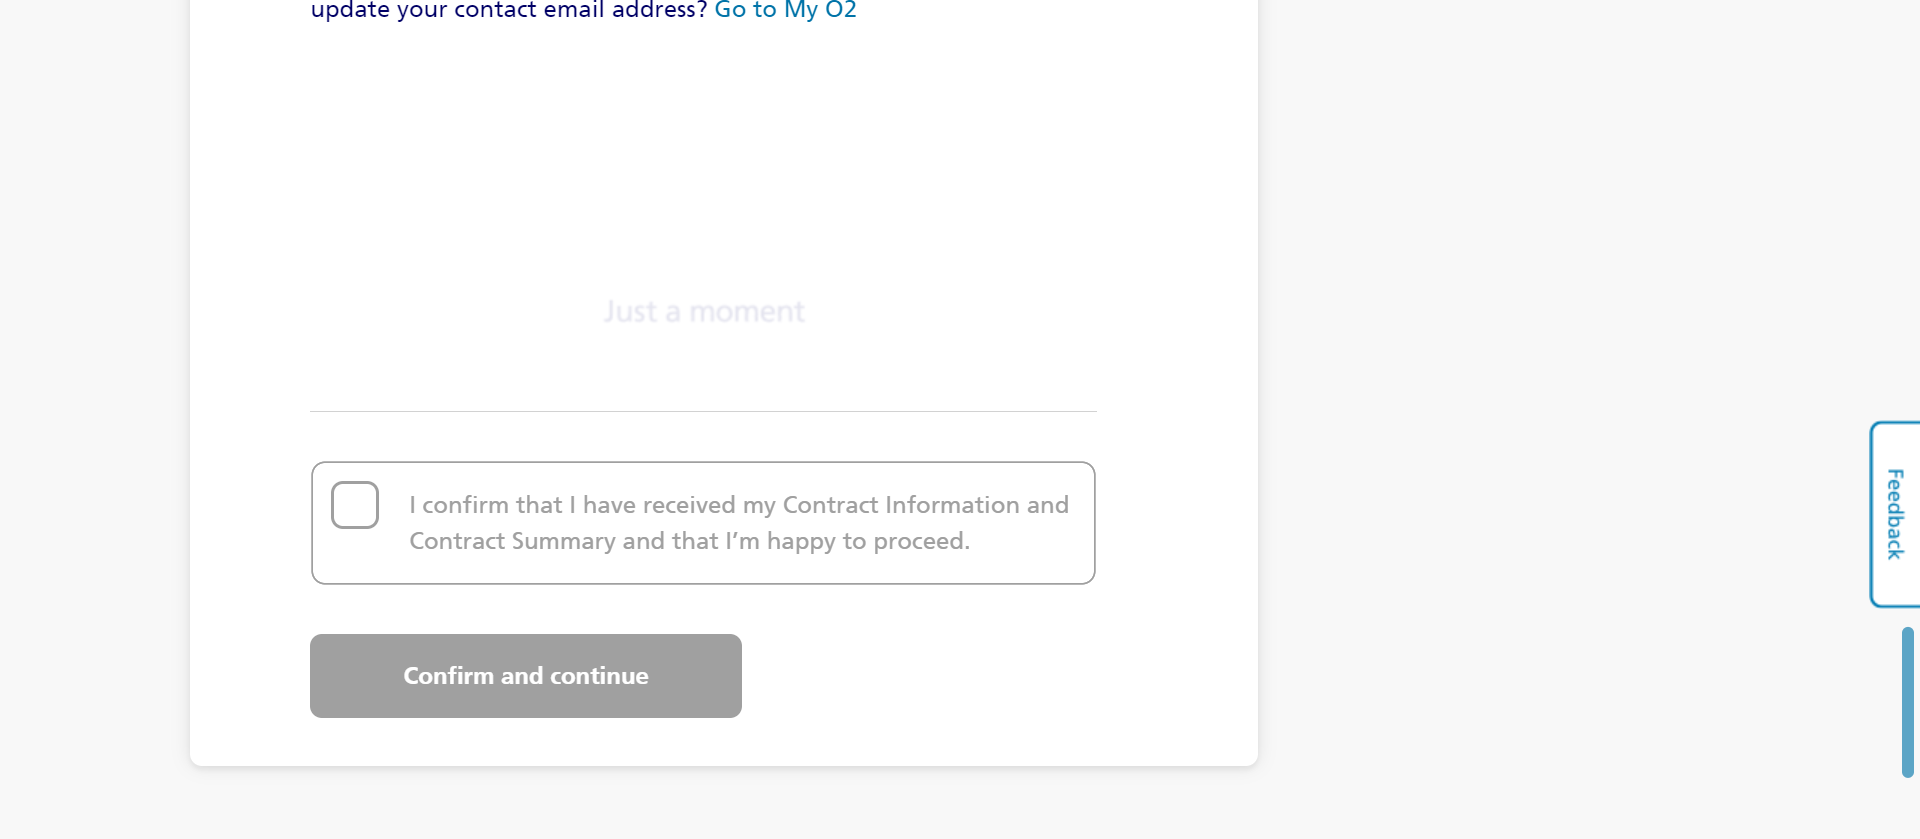 update your contact email address? Go to My O2
Just a moment
I confirm that I have received my Contract Information and
Contract Summary and that I’m happy to proceed.
Confirm and continue
Feedback